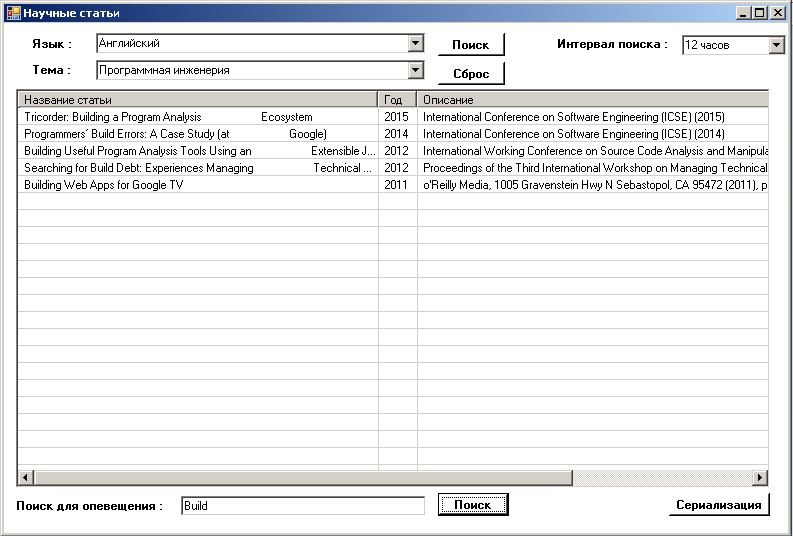 Научные статьи
Язык : Английский Поиск Интервал поиска : 12 часов
Тема : Программная инженерия Сброс
Название статьи Год Описание
Tricorder: Building a Program Analysis Ecosystem 2015 International Conference on Software Engineering (ICSE) (2015)
Programmers´ Build Errors: A Case Study (at Google) 2014 International Conference on Software Engineering (ICSE) (2014)
Building Useful Program Analysis Tools Using an Extensible J... 2012 International Working Conference on Source Code Analysis and Manipula
Searching for Build Debt: Experiences Managing Technical ... 2012 Proceedings of the Third International Workshop on Managing Technical
Building Web Apps for Google TV 2011 o'Reilly Media, 1005 Gravenstein Hwy N Sebastopol, CA 95472 (2011), p
Поиск для опевещения : Build Поиск Сериализация